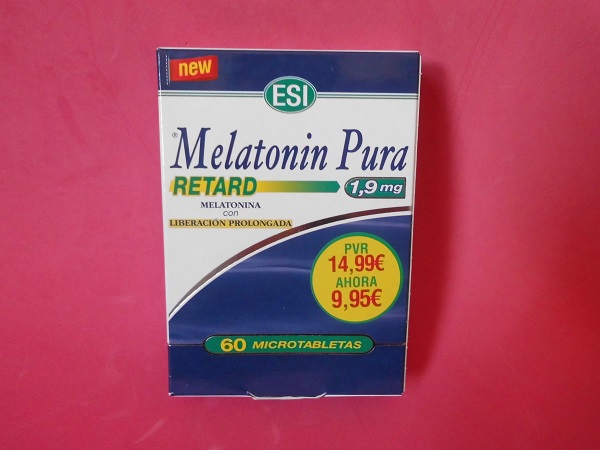 new
ESI
® Melatonin Pura
RETARD 1,9 mg
MELATONINA
con
LIBERACIÓN PROLONGADA
PVR
14,99€
AHORA
9,95€
60 MICROTABLETAS